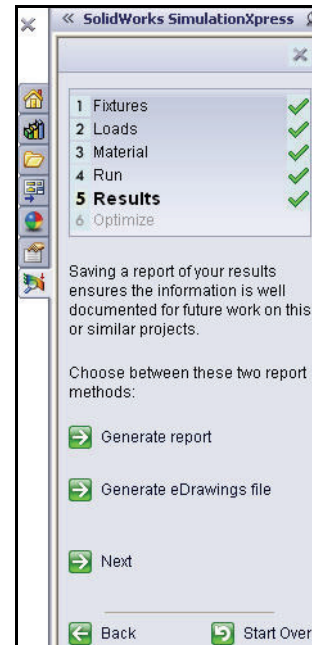 « SolidWorks SimulationXpress
1 Fixtures
2 Loads
3 Material
4 Run
5 Results
6 Optimize
Saving a report of your results
ensures the information is well
documented for future work on this
or similar projects.
Choose between these two report
methods:
Generate report
Generate eDrawings file
Next
Back
Start Over